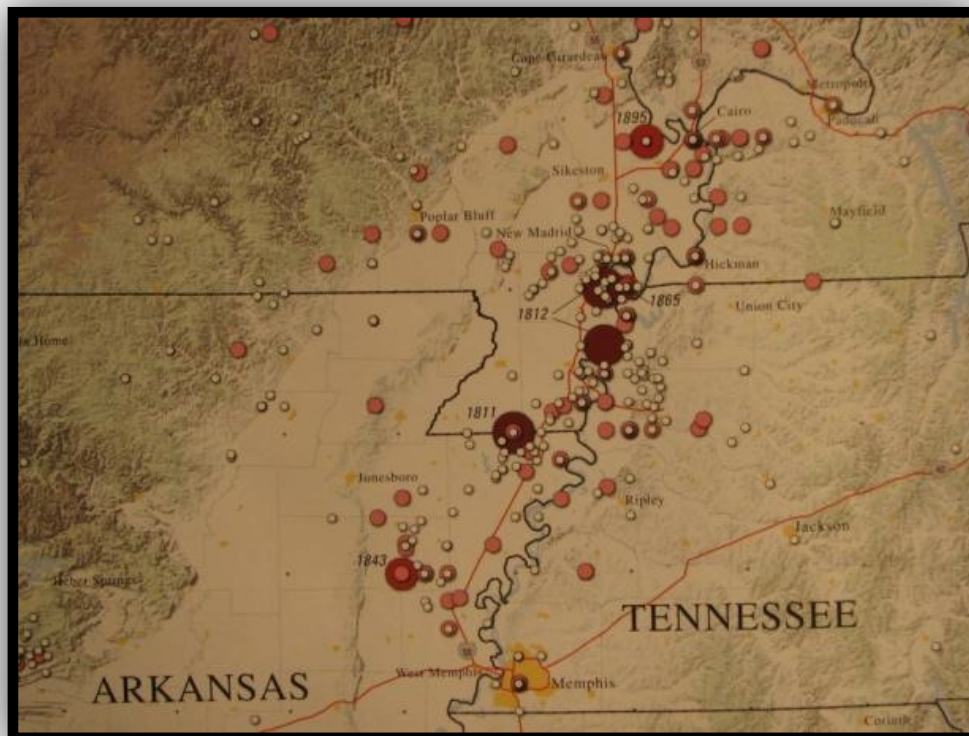 Cape Girardeau
Metropolis
Cairo
Paducah
1895
Sikeston
Poplar Bluff
Mayfield
New Madrid
Hickman
1865
Union City
1812
Home
1811
Jonesboro
Ripley
Jackson
1843
Heber Springs
TENNESSEE
West Memphis
Memphis
ARKANSAS
Corinth